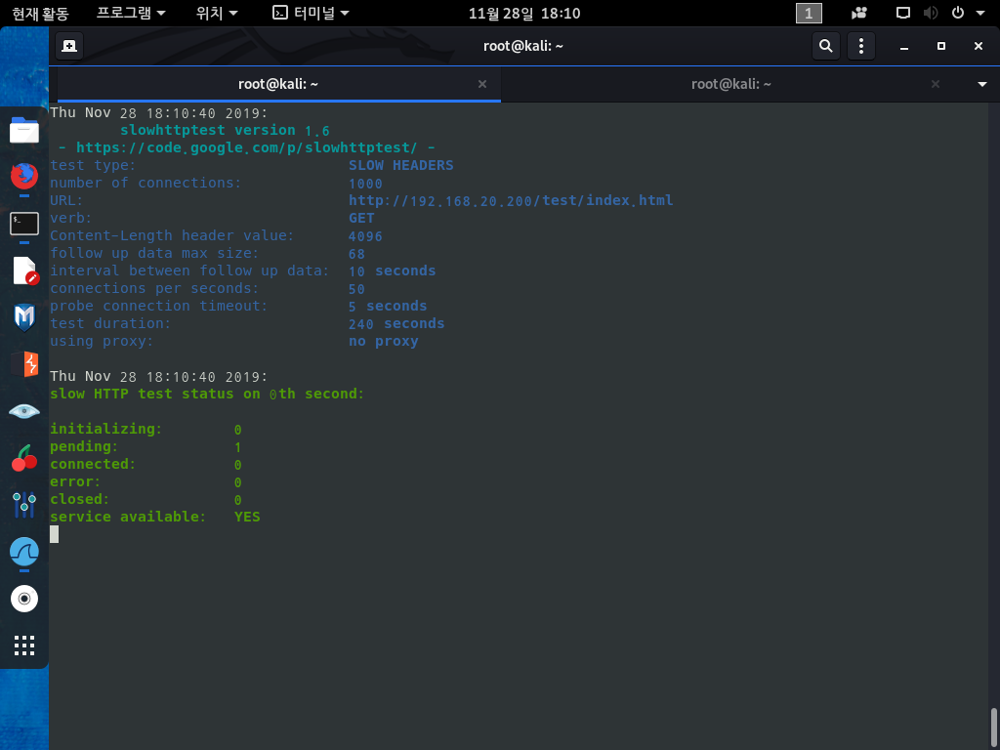 현재 활동 프로그램 위치 터미널 11월 28일 18:10 1
root@kali: ~
root@kali: ~ root@kali: ~
Thu Nov 28 18:10:40 2019:
slowhttptest version 1.6
- https://code.google.com/p/slowhttptest/ -
test type: SLOW HEADERS
number of connections: 1000
URL: http://192.168.20.200/test/index.html
verb: GET
Content-Length header value: 4096
follow up data max size: 68
interval between follow up data: 10 seconds
connections per seconds: 50
probe connection timeout: 5 seconds
test duration: 240 seconds
using proxy: no proxy
Thu Nov 28 18:10:40 2019:
slow HTTP test status on 0th second:
initializing: 0
pending: 1
connected: 0
error: 0
closed: 0
service available: YES